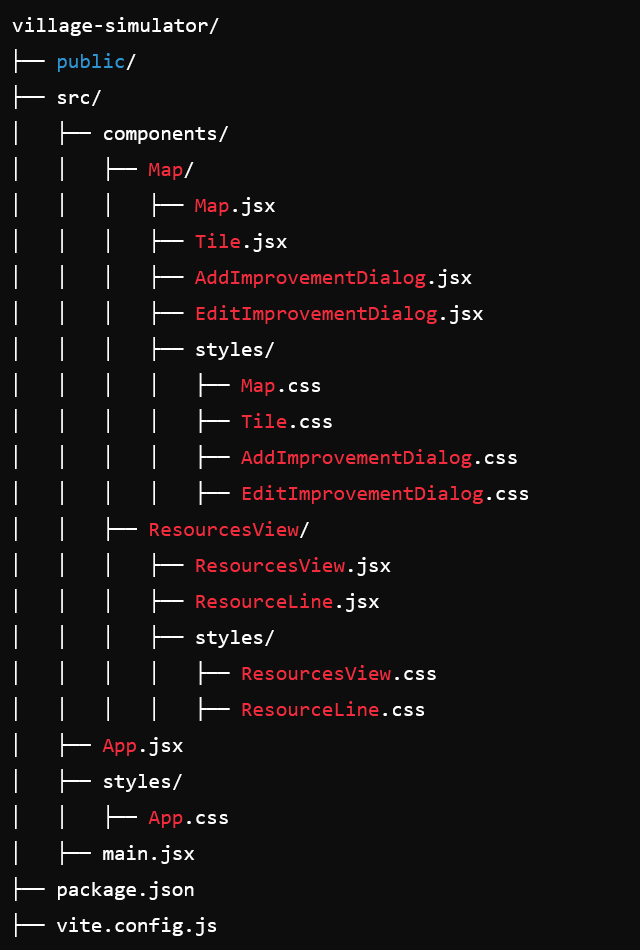 village-simulator/
├── public/
├── src/
│   ├── components/
│   │   ├── Map/
│   │   │   ├── Map.jsx
│   │   │   ├── Tile.jsx
│   │   │   ├── AddImprovementDialog.jsx
│   │   │   ├── EditImprovementDialog.jsx
│   │   │   ├── styles/
│   │   │   │   ├── Map.css
│   │   │   │   ├── Tile.css
│   │   │   │   ├── AddImprovementDialog.css
│   │   │   │   ├── EditImprovementDialog.css
│   │   ├── ResourcesView/
│   │   │   ├── ResourcesView.jsx
│   │   │   ├── ResourceLine.jsx
│   │   │   ├── styles/
│   │   │   │   ├── ResourcesView.css
│   │   │   │   ├── ResourceLine.css
│   ├── App.jsx
│   ├── styles/
│   │   ├── App.css
│   ├── main.jsx
├── package.json
├── vite.config.js